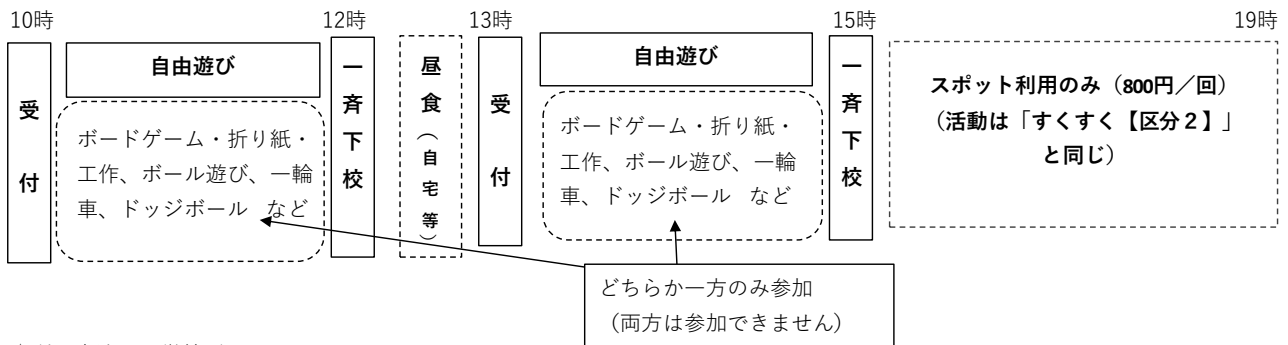 10時
12時
13時
15時
19時
受付
自由遊び
ボードゲーム・折り紙・
工作、ボール遊び、一輪
車、ドッジボール など
一斉下校
昼食（自宅等）
受付
自由遊び
ボードゲーム・折り紙・
工作、ボール遊び、一輪
車、ドッジボール など
一斉下校
スポット利用のみ（800円／回）
（活動は「すくすく【区分２】」
と同じ）
どちらか一方のみ参加
（両方は参加できません）